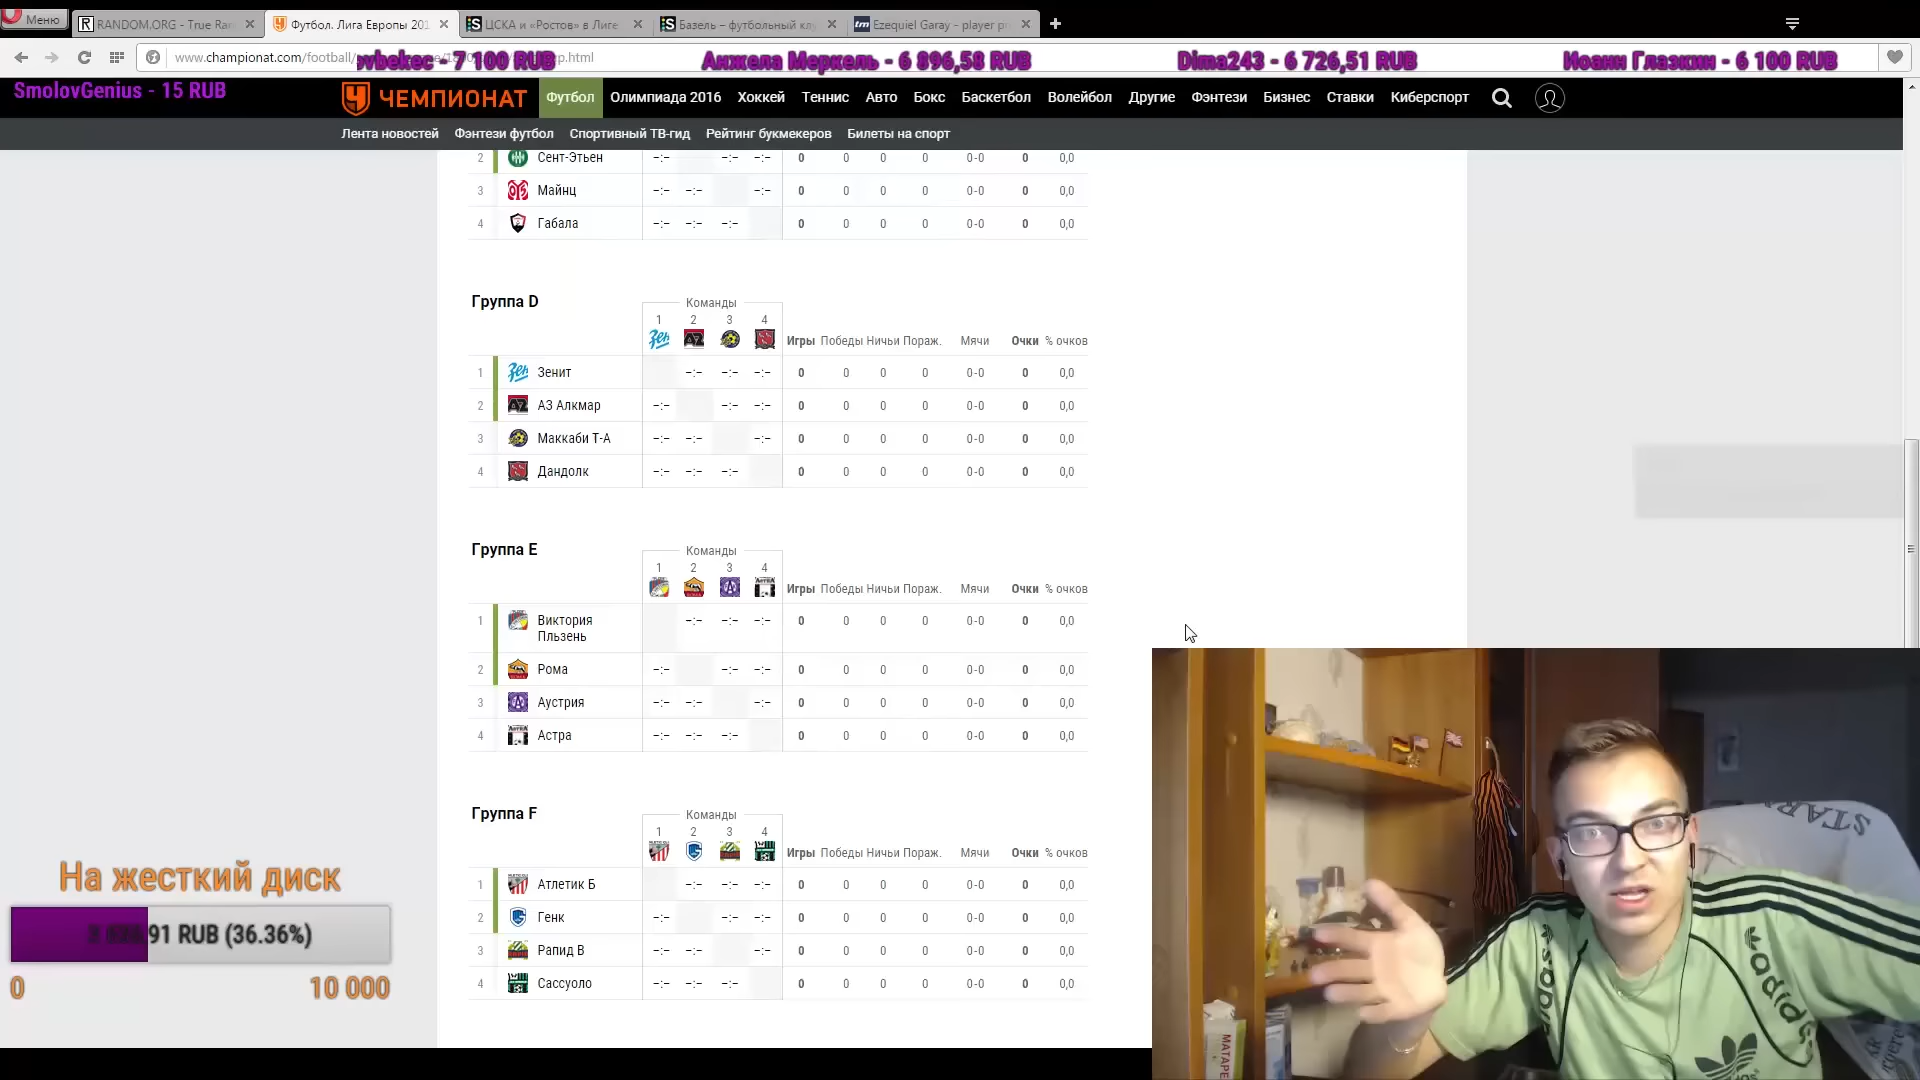 Меню
RANDOM.ORG - True Ran
Футбол. Лига Европы 201
ЦСКА и «Ростов» в Лиге
Базель – футбольный клу
tm Ezequiel Garay - player p
www.championat.com/football/
p.html
ovbekec - 7 100 RUB
Анжела Меркель - 6 896,58 RUB
Dima243 - 6 726,51 RUB
Иоанн Глазкин - 6 100 RUB
SmolovGenius - 15 RUB
ЧЕМПИОНАТ
Футбол Олимпиада 2016 Хоккей Теннис Авто Бокс Баскетбол Волейбол Другие Фэнтези Бизнес Ставки Киберспорт
Лента новостей Фэнтези футбол Спортивный ТВ-гид Рейтинг букмекеров Билеты на спорт
2 Сент-Этьен -:- -:- -:- 0 0 0 0 0-0 0 0,0
3 Майнц -:- -:- -:- 0 0 0 0 0-0 0 0,0
4 Габала 0 0 0 0 0-0 0 0,0
Группа D
Команды
1 2 3 4
Игры Победы Ничьи Пораж. Мячи Очки % очков
1 Зенит -:- -:- -:- 0 0 0 0 0-0 0 0,0
2 АЗ Алкмар -:- -:- -:- 0 0 0 0 0-0 0 0,0
3 Маккаби Т-А -:- -:- -:- 0 0 0 0 0-0 0 0,0
4 Дандолк -:- -:- -:- 0 0 0 0 0-0 0 0,0
Группа E
Команды
1 2 3 4
Игры Победы Ничьи Пораж. Мячи Очки % очков
1 Виктория -:- -:- -:- 0 0 0 0 0-0 0 0,0
Пльзень
2 Рома -:- -:- -:- 0 0 0 0 0-0 0 0,0
3 Аустрия -:- -:- -:- 0 0 0 0 0-0 0 0,0
4 Астра -:- -:- -:- 0 0 0 0 0-0 0 0,0
Группа F
Команды
1 2 3 4
Игры Победы Ничьи Пораж. Мячи Очки % очков
1 Атлетик Б -:- -:- -:- 0 0 0 0 0-0 0 0,0
2 Генк -:- -:- -:- 0 0 0 0 0-0 0 0,0
3 Рапид В -:- -:- -:- 0 0 0 0 0-0 0 0,0
4 Сассуоло -:- -:- -:- 0 0 0 0 0-0 0 0,0
На жесткий диск
91 RUB (36.36%)
0 10 000
STAR
adidas
adidas
adidas
МАТАРЕ